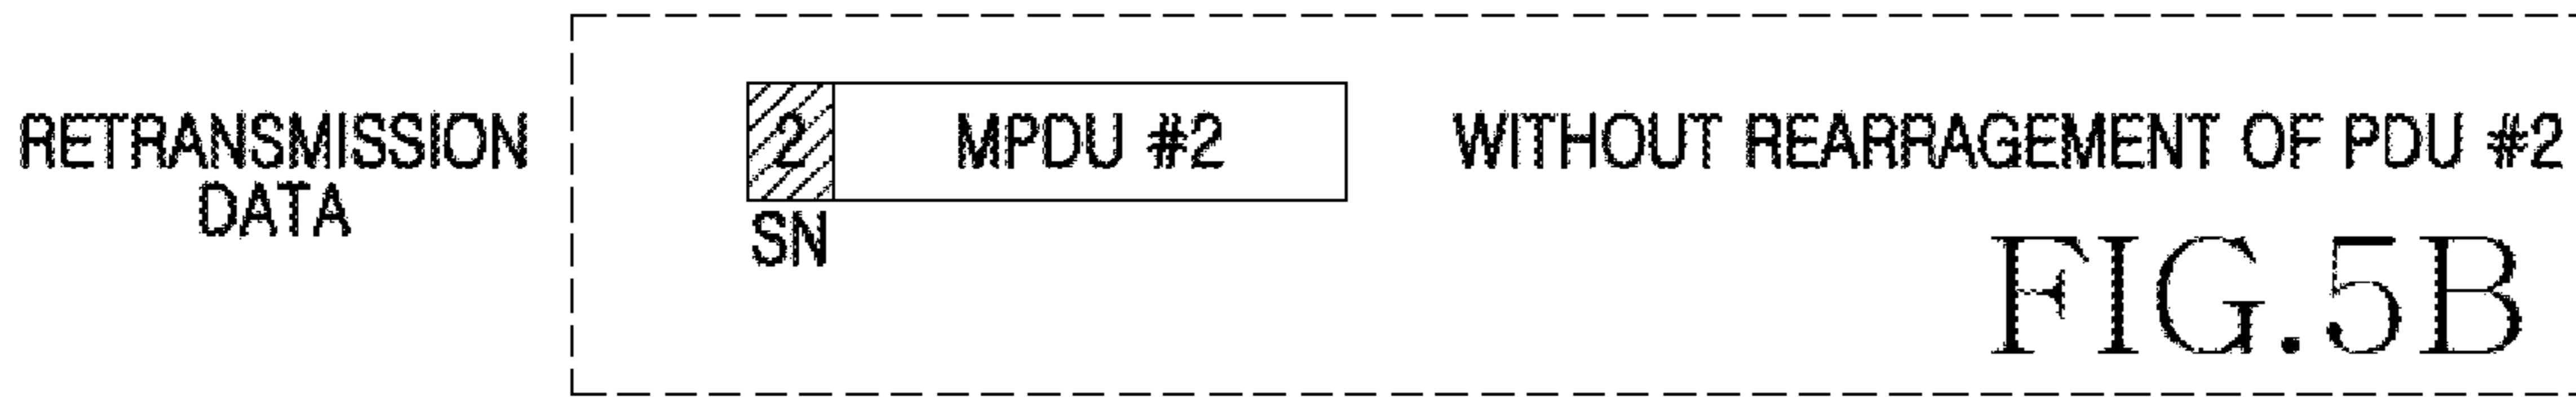 RETRANSMISSION
DATA
2
MPDU #2
SN
WITHOUT REARRAGEMENT OF PDU #2
FIG.5B